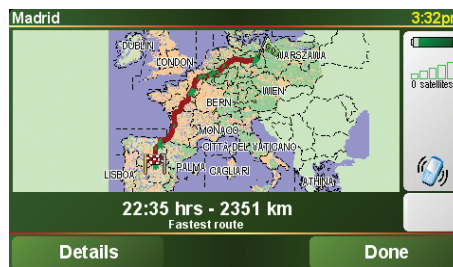 Madrid 3:32pm
DUBLIN
LONDON
WARSZAWA
WIEN
BERN
MONACO
CITTÀ DEL VATICANO
LISBOA PALMA CAGLIARI ATHINA
0 satellites
22:35 hrs - 2351 km
Fastest route
Details Done